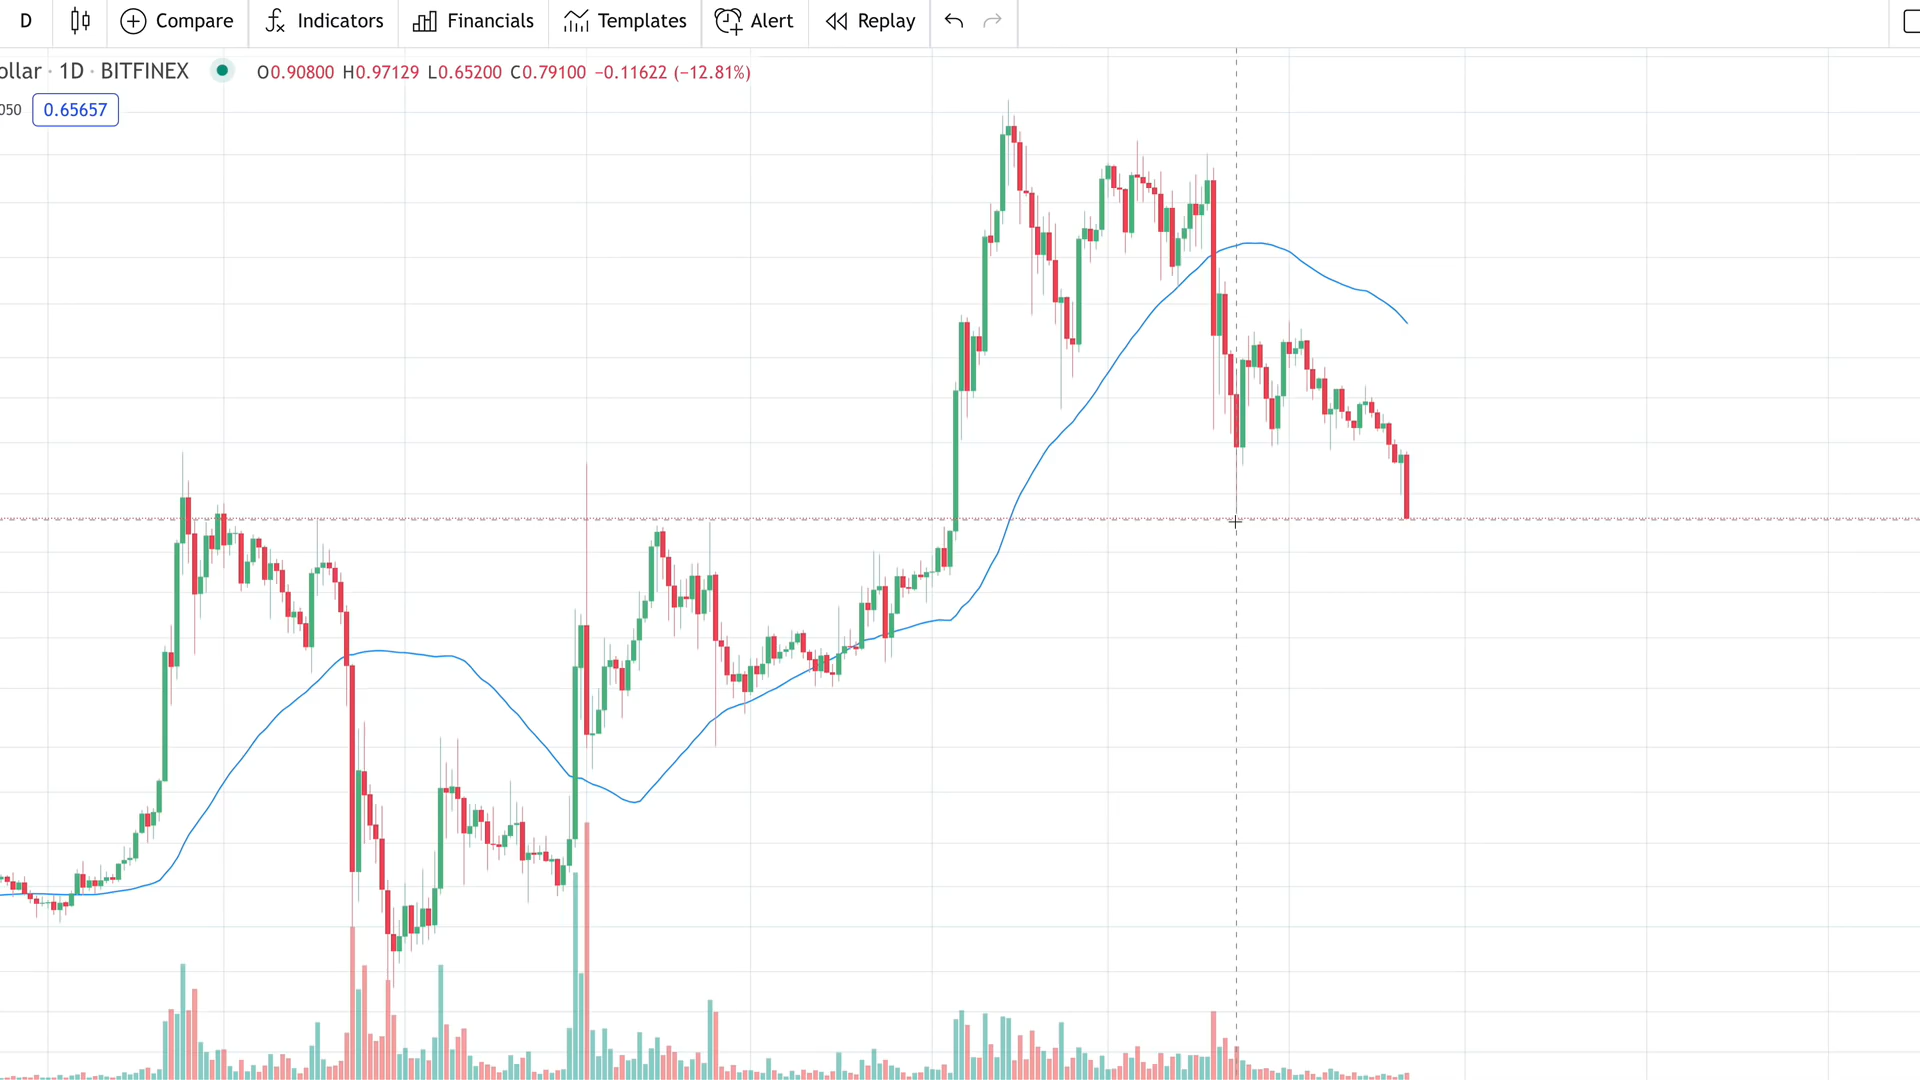 D Compare Indicators Financials Templates Alert Replay
ollar · 1D · BITFINEX O0.90800 H0.97129 L0.65200 C0.79100 −0.11622 (−12.81%)
050 0.65657